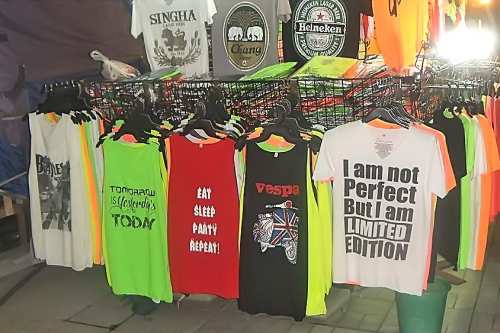 SINGHA
Chang
Heineken
TOMORROW
is Yesterday's
TODAY
EAT
SLEEP
PARTY
REPEAT!
Vespa
I am not
Perfect
But I am
LIMITED
EDITION